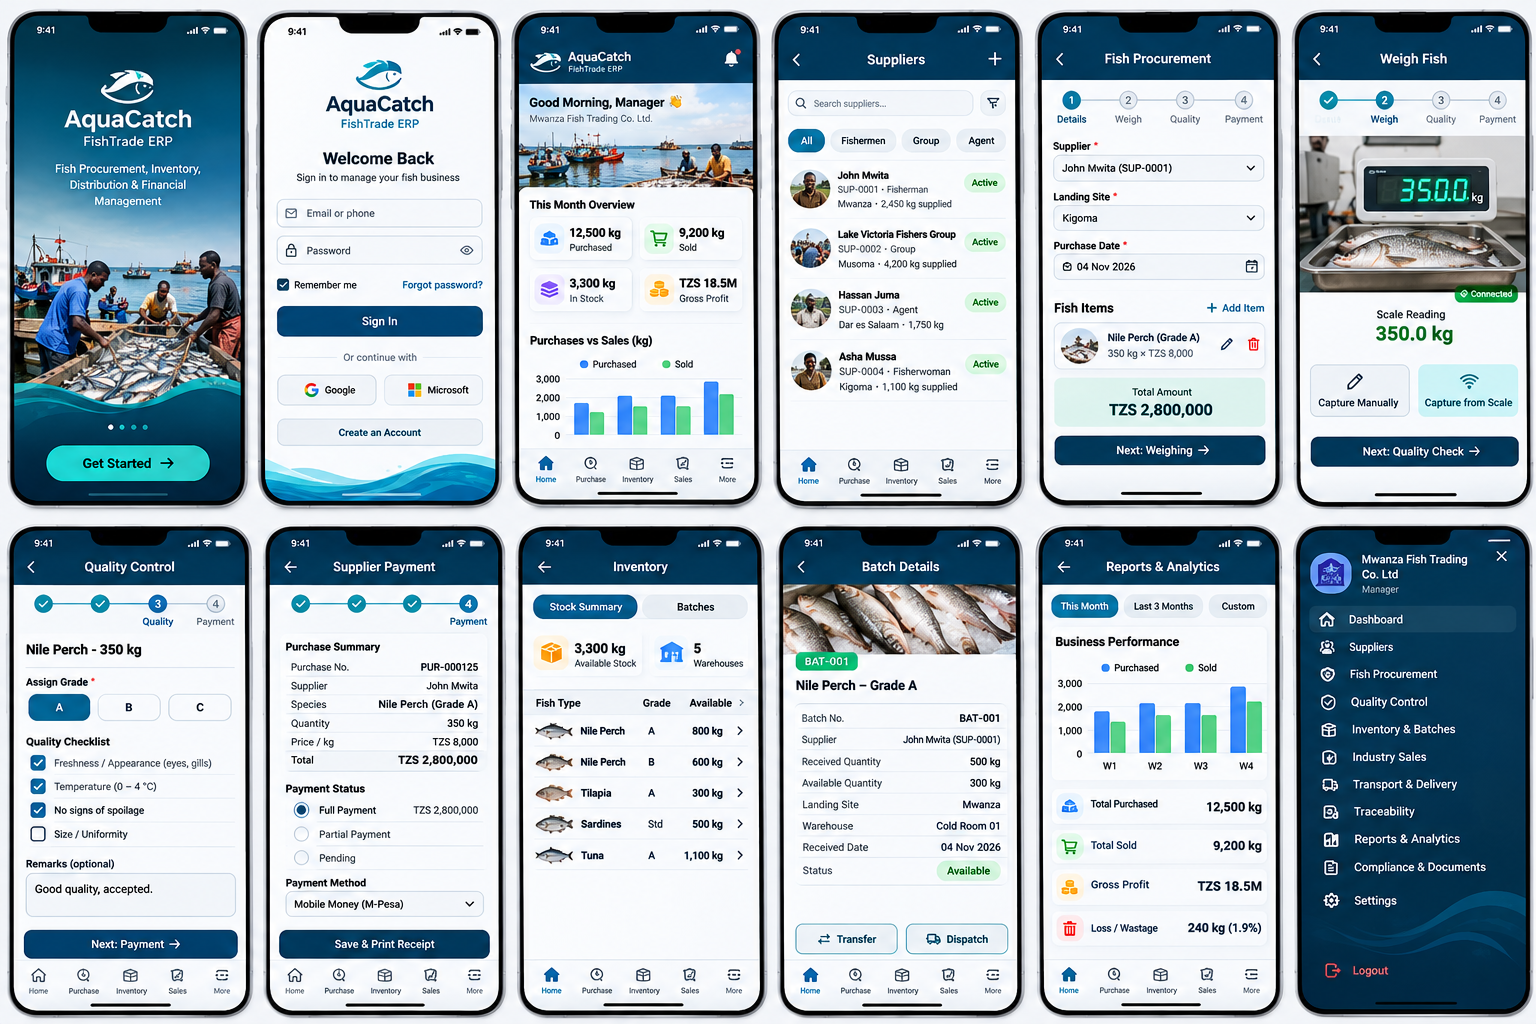 9:41
AquaCatch
FishTrade ERP
Fish Procurement, Inventory,
Distribution & Financial
Management
Get Started →
9:41
AquaCatch
FishTrade ERP
Welcome Back
Sign in to manage your fish business
Email or phone
Password
Remember me Forgot password?
Sign In
Or continue with
Google Microsoft
Create an Account
9:41
AquaCatch
FishTrade ERP
Good Morning, Manager 👋
Mwanza Fish Trading Co. Ltd.
This Month Overview
12,500 kg
Purchased
9,200 kg
Sold
3,300 kg
In Stock
TZS 18.5M
Gross Profit
Purchases vs Sales (kg)
Purchased Sold
3,000
2,000
1,000
0
Home Purchase Inventory Sales More
9:41
Suppliers
Search suppliers...
All Fishermen Group Agent
John Mwita
SUP-0001 • Fisherman
Mwanza • 2,450 kg supplied
Active
Lake Victoria Fishers Group
SUP-0002 • Group
Musoma • 4,200 kg supplied
Active
Hassan Juma
SUP-0003 • Agent
Dar es Salaam • 1,750 kg
Active
Asha Mussa
SUP-0004 • Fisherwoman
Kigoma • 1,100 kg supplied
Active
Home Purchase Inventory Sales More
9:41
Fish Procurement
1 2 3 4
Details Weigh Quality Payment
Supplier *
John Mwita (SUP-0001)
Landing Site *
Kigoma
Purchase Date *
04 Nov 2026
Fish Items + Add Item
Nile Perch (Grade A)
350 kg × TZS 8,000
Total Amount
TZS 2,800,000
Next: Weighing →
9:41
Weigh Fish
2 3 4
Weigh Quality Payment
350.0. kg
Connected
Scale Reading
350.0 kg
Capture Manually
Capture from Scale
Next: Quality Check →
9:41
Quality Control
3 4
Quality Payment
Nile Perch - 350 kg
Assign Grade *
A B C
Quality Checklist
Freshness / Appearance (eyes, gills)
Temperature (0 – 4 °C)
No signs of spoilage
Size / Uniformity
Remarks (optional)
Good quality, accepted.
Next: Payment →
Home Purchase Inventory Sales More
9:41
Supplier Payment
4
Payment
Purchase Summary
Purchase No. PUR-000125
Supplier John Mwita
Species Nile Perch (Grade A)
Quantity 350 kg
Price / kg TZS 8,000
Total TZS 2,800,000
Payment Status
Full Payment TZS 2,800,000
Partial Payment
Pending
Payment Method
Mobile Money (M-Pesa)
Save & Print Receipt
Home Purchase Inventory Sales More
9:41
Inventory
Stock Summary Batches
3,300 kg
Available Stock
5
Warehouses
Fish Type Grade Available
Nile Perch A 800 kg
Nile Perch B 600 kg
Tilapia A 300 kg
Sardines Std 500 kg
Tuna A 1,100 kg
Home Purchase Inventory Sales More
9:41
Batch Details
BAT-001
Nile Perch – Grade A
Batch No. BAT-001
Supplier John Mwita (SUP-0001)
Received Quantity 500 kg
Available Quantity 300 kg
Landing Site Mwanza
Warehouse Cold Room 01
Received Date 04 Nov 2026
Status Available
Transfer Dispatch
Home Purchase Inventory Sales More
9:41
Reports & Analytics
This Month Last 3 Months Custom
Business Performance
Purchased Sold
3,000
2,000
1,000
0
W1 W2 W3 W4
Total Purchased 12,500 kg
Total Sold 9,200 kg
Gross Profit TZS 18.5M
Loss / Wastage 240 kg (1.9%)
Home Purchase Inventory Sales More
9:41
Mwanza Fish Trading
Co. Ltd
Manager
Dashboard
Suppliers
Fish Procurement
Quality Control
Inventory & Batches
Industry Sales
Transport & Delivery
Traceability
Reports & Analytics
Compliance & Documents
Settings
Logout